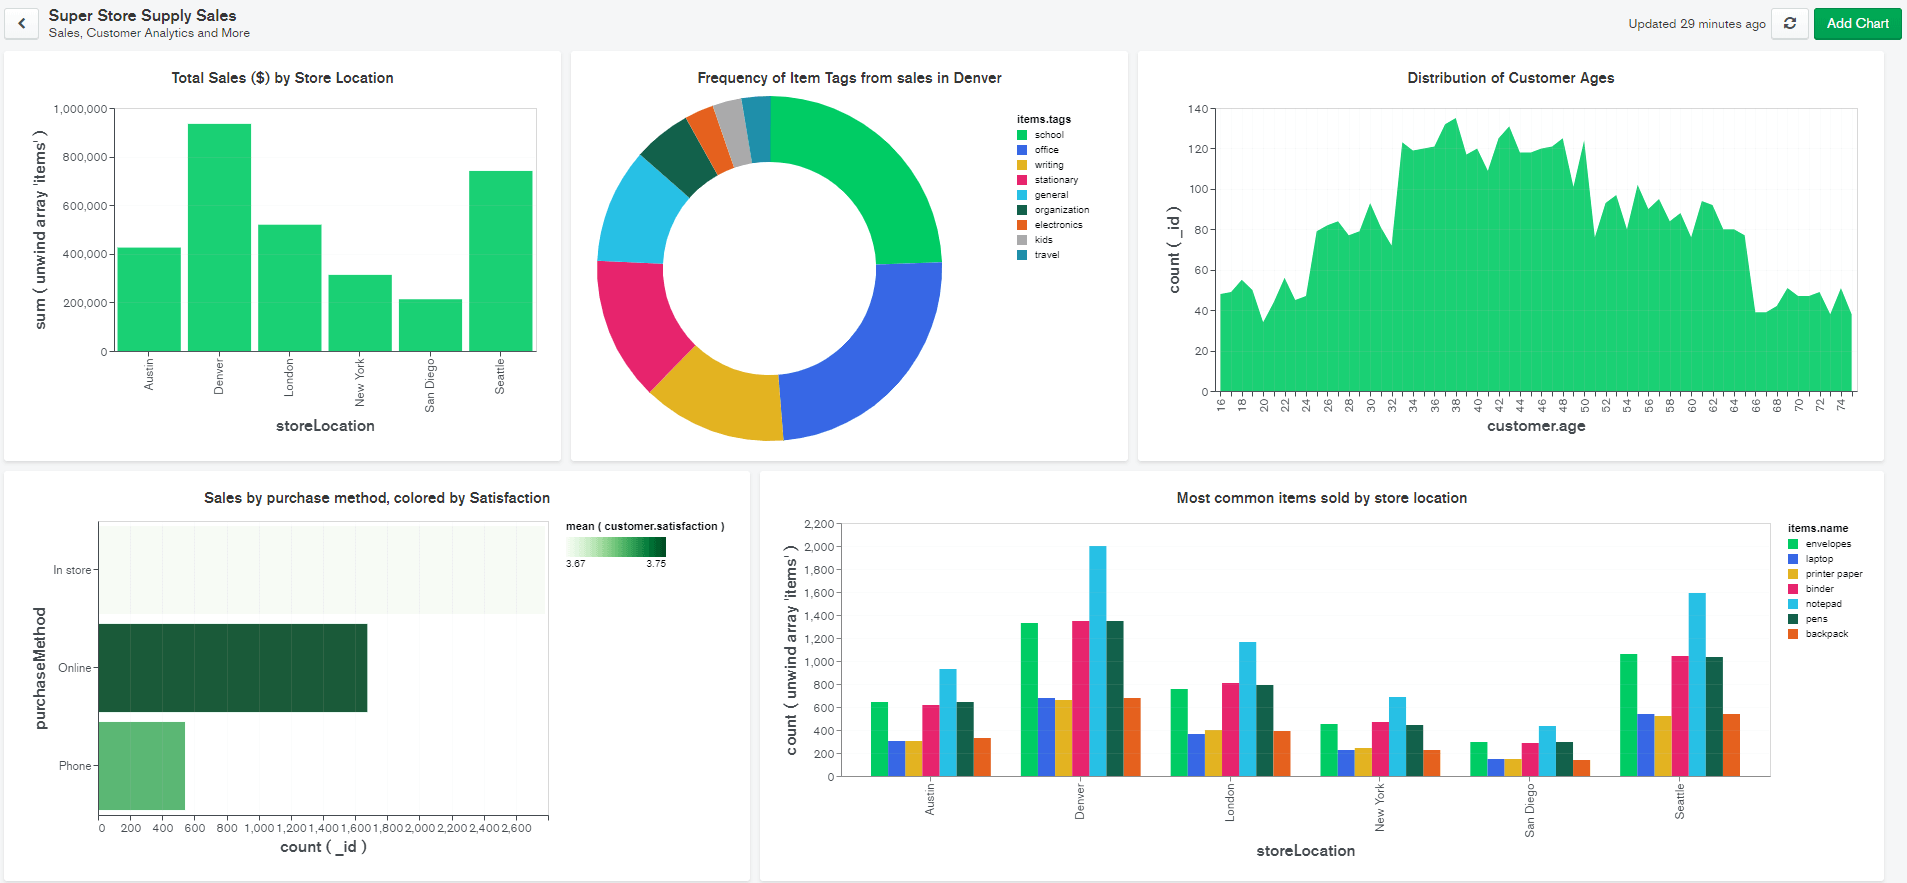 Super Store Supply Sales
Sales, Customer Analytics and More
Updated 29 minutes ago
Add Chart
Total Sales ($) by Store Location
1,000,000
800,000
600,000
400,000
200,000
0
sum ( unwind array 'items' )
Austin
Denver
London
New York
San Diego
Seattle
storeLocation
Frequency of Item Tags from sales in Denver
items.tags
school
office
writing
stationary
general
organization
electronics
kids
travel
Distribution of Customer Ages
140
120
100
80
60
40
20
0
count ( _id )
16 18 20 22 24 26 28 30 32 34 36 38 40 42 44 46 48 50 52 54 56 58 60 62 64 66 68 70 72 74
customer.age
Sales by purchase method, colored by Satisfaction
purchaseMethod
In store
Online
Phone
0 200 400 600 800 1,000 1,200 1,400 1,600 1,800 2,000 2,200 2,400 2,600
count ( _id )
mean ( customer.satisfaction )
3.67 3.75
Most common items sold by store location
2,200
2,000
1,800
1,600
1,400
1,200
1,000
800
600
400
200
0
count ( unwind array 'items' )
Austin
Denver
London
New York
San Diego
Seattle
storeLocation
items.name
envelopes
laptop
printer paper
binder
notepad
pens
backpack